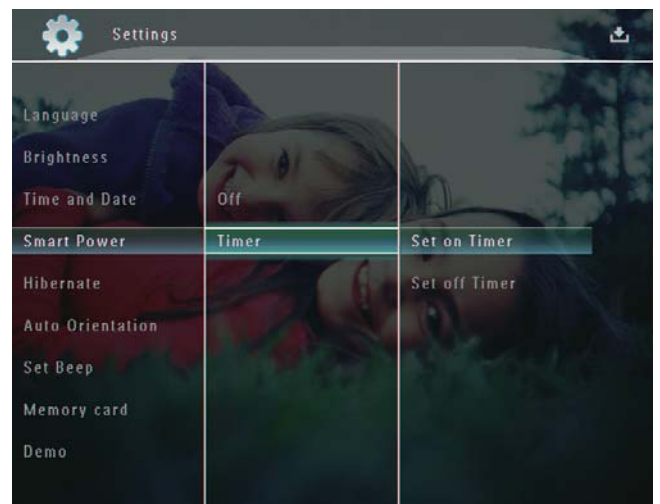 Settings
Language
Brightness
Time and Date
Smart Power
Hibernate
Auto Orientation
Set Beep
Memory card
Demo
Off
Timer
Set on Timer
Set off Timer